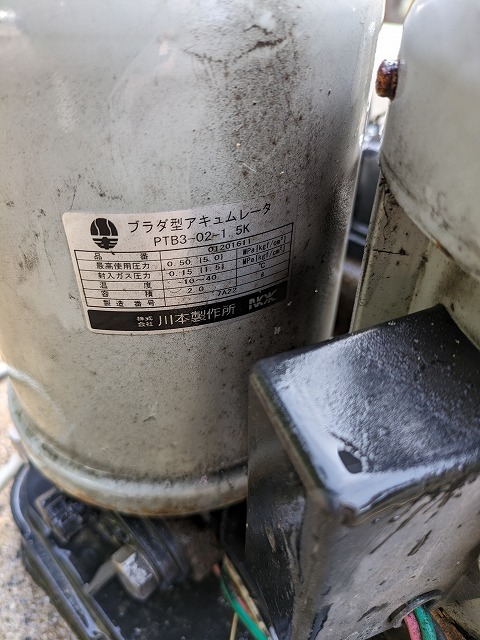 ブラダ型アキュムレータ
PTB3-02-1.5K
品番 01201611
最高使用圧力 0.50 (5.0) MPa(kgf/cm²)
封入ガス圧力 0.15 (1.5) MPa(kgf/cm²)
温度 10~40 ℃
容積 2.0
製造番号 7A22
株式会社 川本製作所 NOK